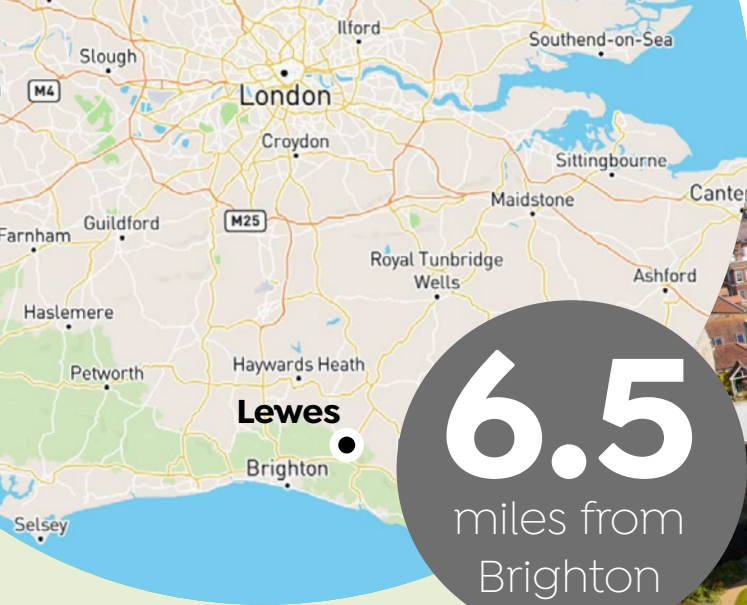 Ilford
Southend-on-Sea
Slough
M4
London
Croydon
Sittingbourne
Maidstone
M25
Guildford
Farnham
Royal Tunbridge
Wells
Ashford
Haslemere
Haywards Heath
Petworth
Lewes
Brighton
Selsey
6.5
miles from
Brighton